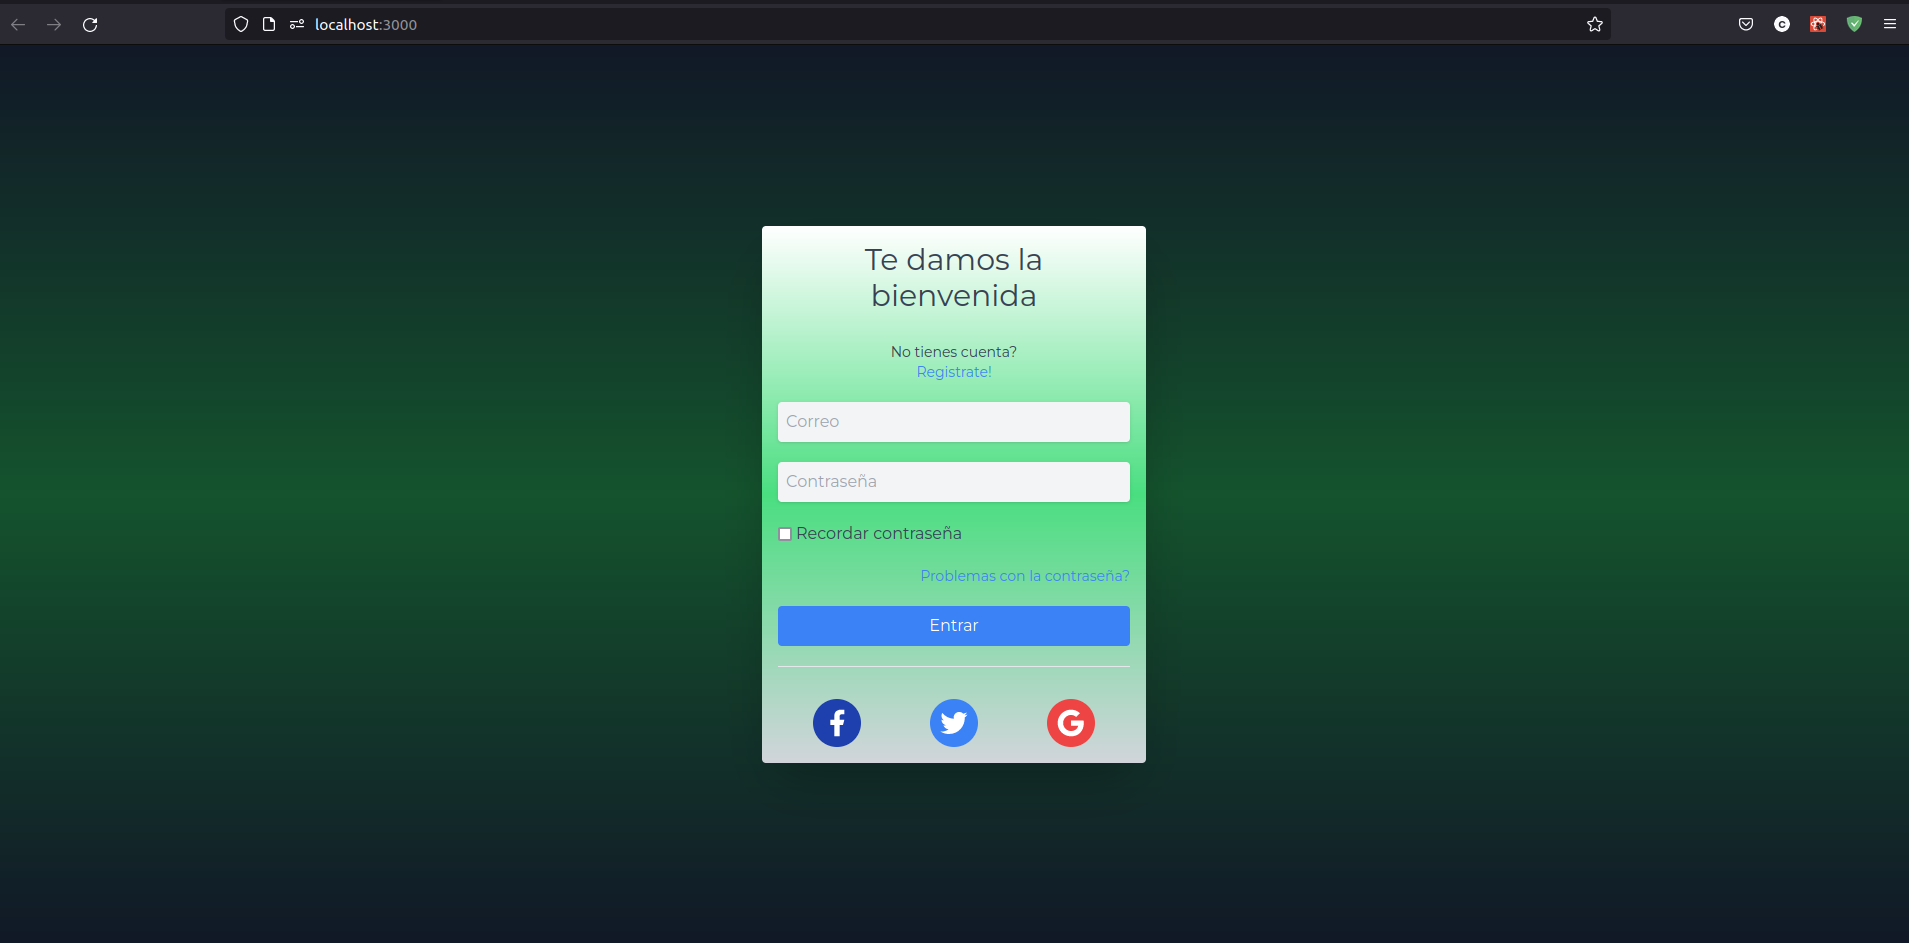 localhost:3000
Te damos la
bienvenida
No tienes cuenta?
Registrate!
Correo
Contraseña
Recordar contraseña
Problemas con la contraseña?
Entrar